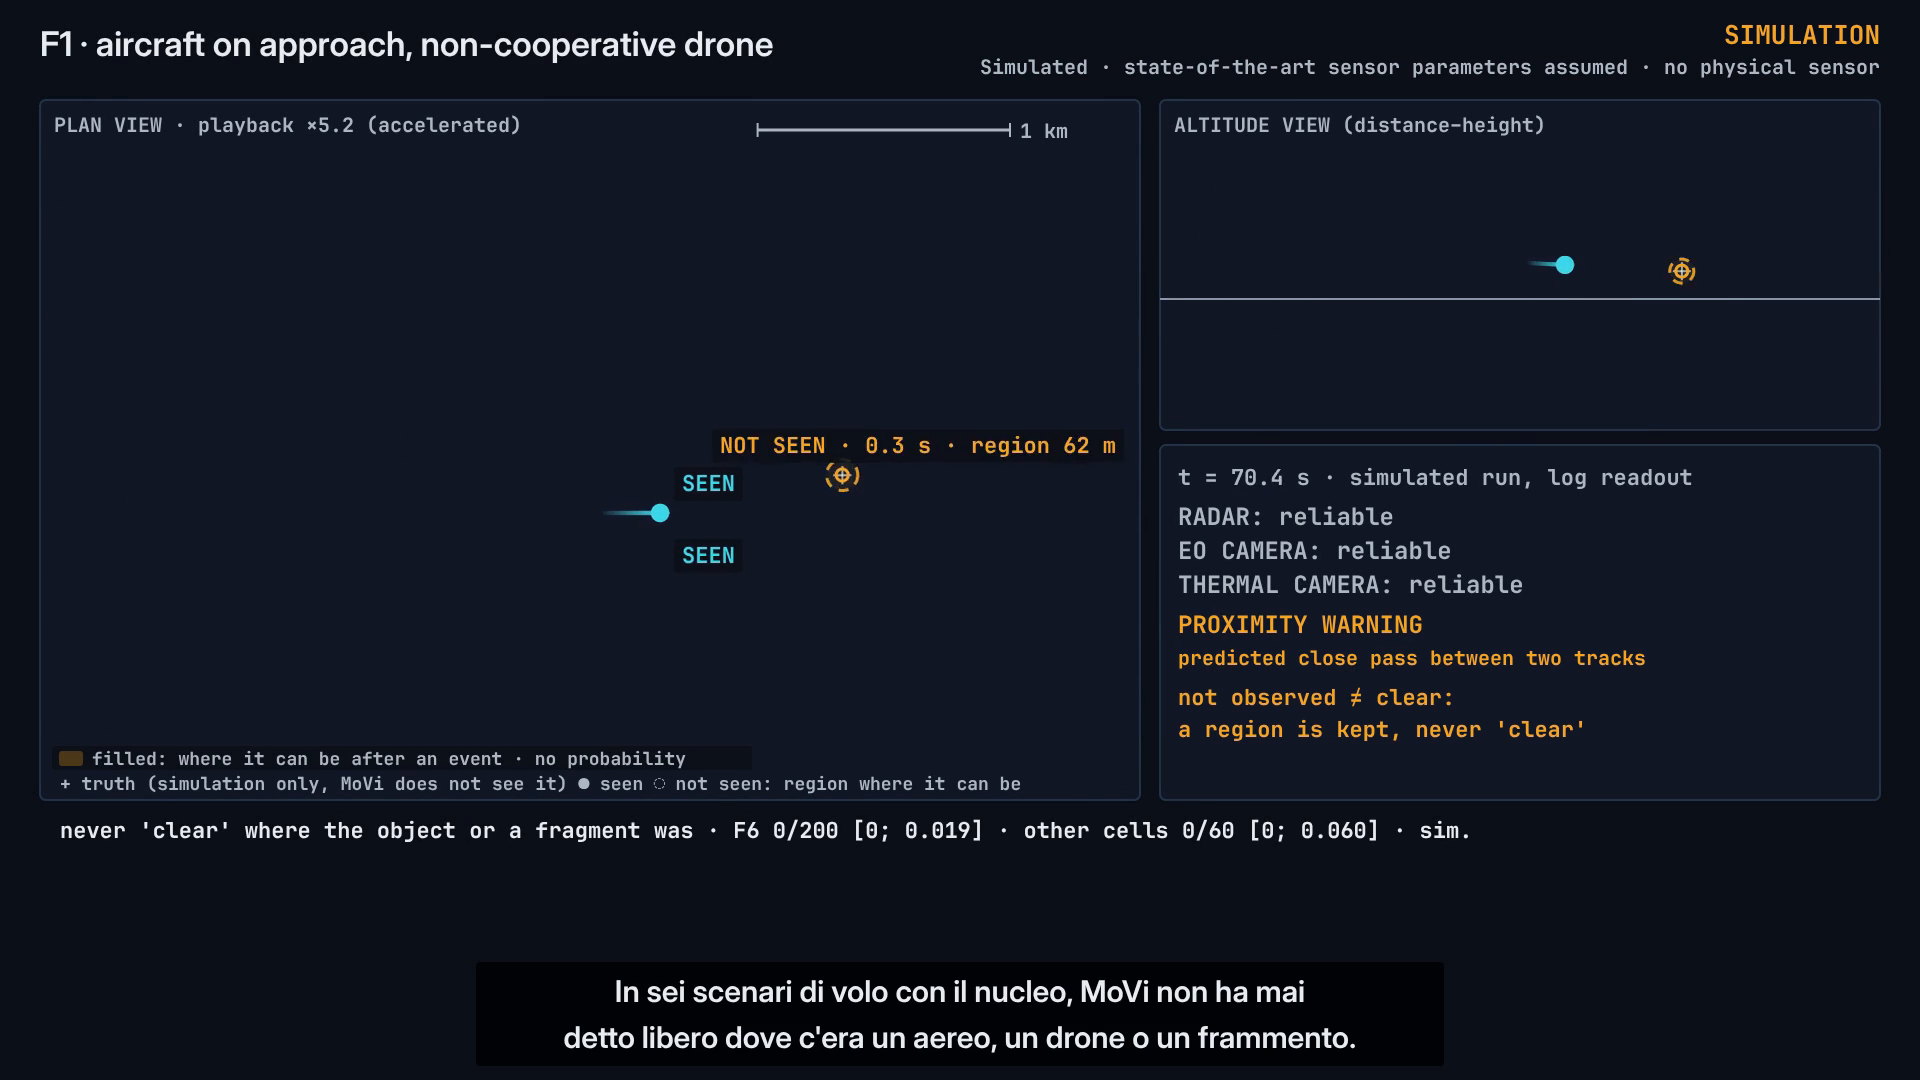 F1 · aircraft on approach, non-cooperative drone
SIMULATION
Simulated · state-of-the-art sensor parameters assumed · no physical sensor
PLAN VIEW · playback ×5.2 (accelerated)
1 km
NOT SEEN · 0.3 s · region 62 m
SEEN
SEEN
filled: where it can be after an event · no probability
+ truth (simulation only, MoVi does not see it) ● seen ◌ not seen: region where it can be
ALTITUDE VIEW (distance-height)
t = 70.4 s · simulated run, log readout
RADAR: reliable
EO CAMERA: reliable
THERMAL CAMERA: reliable
PROXIMITY WARNING
predicted close pass between two tracks
not observed ≠ clear:
a region is kept, never 'clear'
never 'clear' where the object or a fragment was · F6 0/200 [0; 0.019] · other cells 0/60 [0; 0.060] · sim.
In sei scenari di volo con il nucleo, MoVi non ha mai
detto libero dove c'era un aereo, un drone o un frammento.